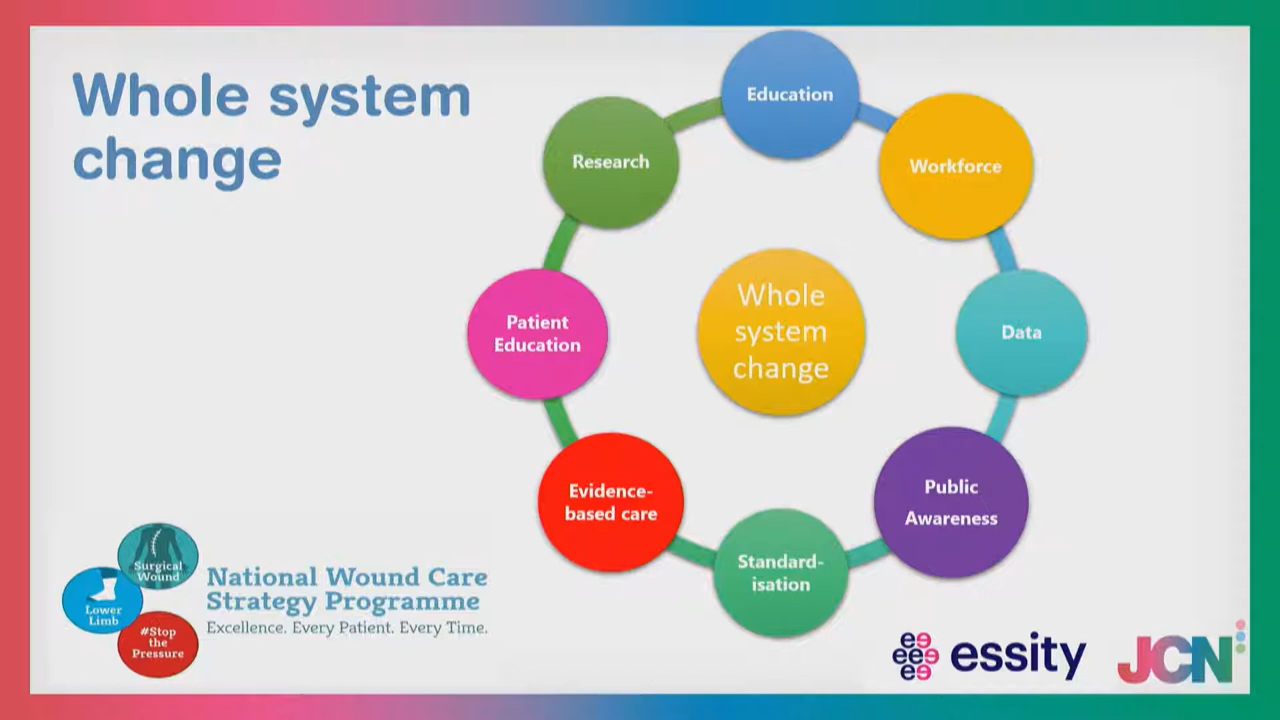 Whole system
change
Education
Workforce
Data
Public
Awareness
Standard-
isation
Evidence-
based care
Patient
Education
Research
Whole
system
change
Surgical
Wound
Lower
Limb
#Stop
the
Pressure
National Wound Care
Strategy Programme
Excellence. Every Patient. Every Time.
essity
JCN